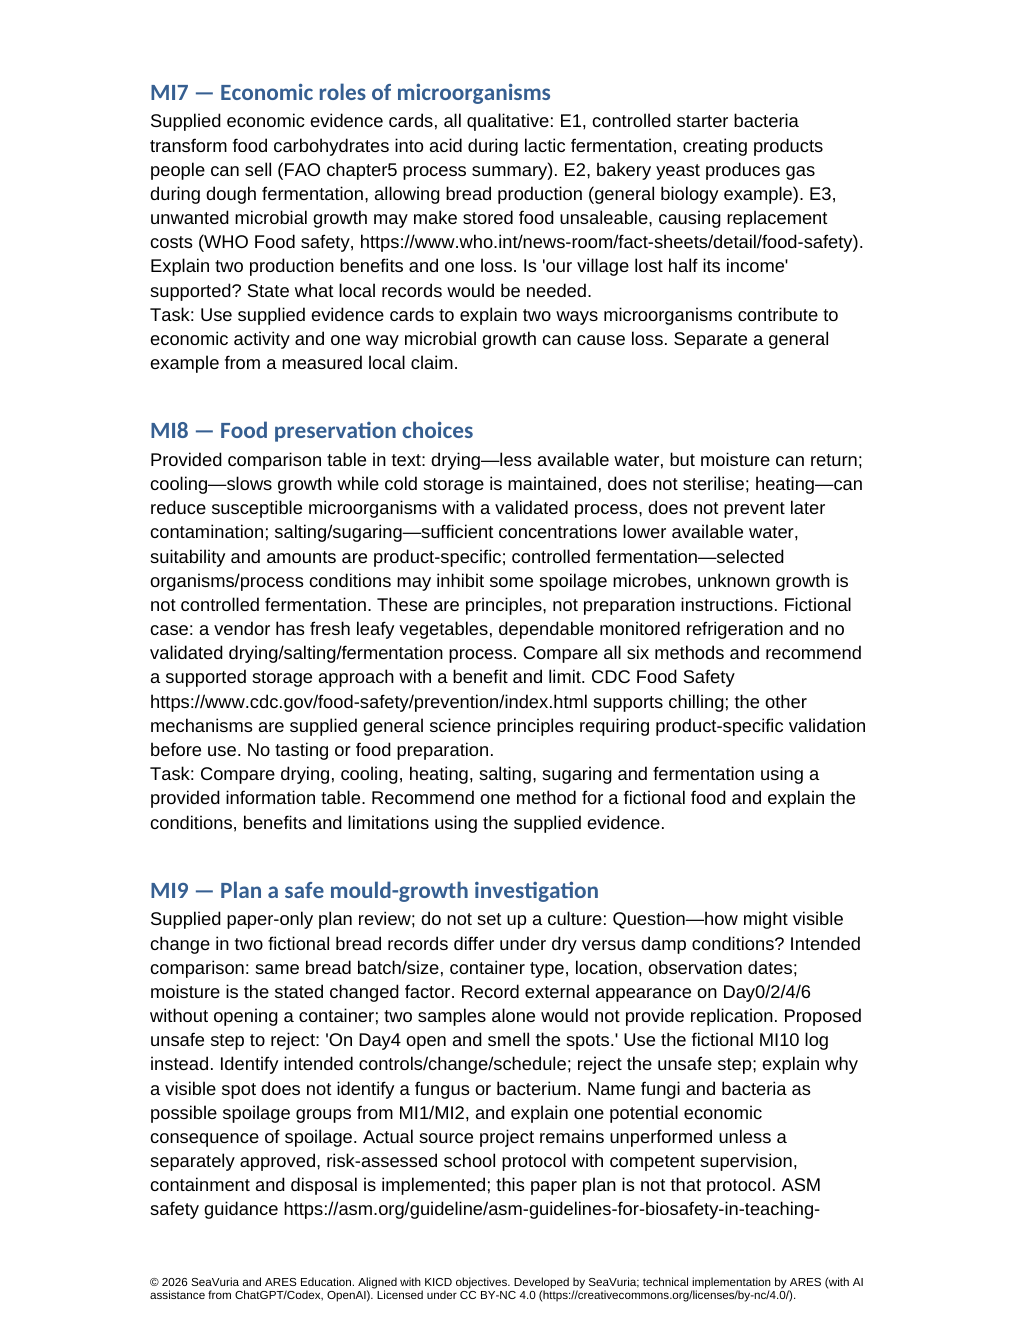 MI7 — Economic roles of microorganisms
Supplied economic evidence cards, all qualitative: E1, controlled starter bacteria
transform food carbohydrates into acid during lactic fermentation, creating products
people can sell (FAO chapter5 process summary). E2, bakery yeast produces gas
during dough fermentation, allowing bread production (general biology example). E3,
unwanted microbial growth may make stored food unsaleable, causing replacement
costs (WHO Food safety, https://www.who.int/news-room/fact-sheets/detail/food-safety).
Explain two production benefits and one loss. Is 'our village lost half its income'
supported? State what local records would be needed.
Task: Use supplied evidence cards to explain two ways microorganisms contribute to
economic activity and one way microbial growth can cause loss. Separate a general
example from a measured local claim.
MI8 — Food preservation choices
Provided comparison table in text: drying—less available water, but moisture can return;
cooling—slows growth while cold storage is maintained, does not sterilise; heating—can
reduce susceptible microorganisms with a validated process, does not prevent later
contamination; salting/sugaring—sufficient concentrations lower available water,
suitability and amounts are product-specific; controlled fermentation—selected
organisms/process conditions may inhibit some spoilage microbes, unknown growth is
not controlled fermentation. These are principles, not preparation instructions. Fictional
case: a vendor has fresh leafy vegetables, dependable monitored refrigeration and no
validated drying/salting/fermentation process. Compare all six methods and recommend
a supported storage approach with a benefit and limit. CDC Food Safety
https://www.cdc.gov/food-safety/prevention/index.html supports chilling; the other
mechanisms are supplied general science principles requiring product-specific validation
before use. No tasting or food preparation.
Task: Compare drying, cooling, heating, salting, sugaring and fermentation using a
provided information table. Recommend one method for a fictional food and explain the
conditions, benefits and limitations using the supplied evidence.
MI9 — Plan a safe mould-growth investigation
Supplied paper-only plan review; do not set up a culture: Question—how might visible
change in two fictional bread records differ under dry versus damp conditions? Intended
comparison: same bread batch/size, container type, location, observation dates;
moisture is the stated changed factor. Record external appearance on Day0/2/4/6
without opening a container; two samples alone would not provide replication. Proposed
unsafe step to reject: 'On Day4 open and smell the spots.' Use the fictional MI10 log
instead. Identify intended controls/change/schedule; reject the unsafe step; explain why
a visible spot does not identify a fungus or bacterium. Name fungi and bacteria as
possible spoilage groups from MI1/MI2, and explain one potential economic
consequence of spoilage. Actual source project remains unperformed unless a
separately approved, risk-assessed school protocol with competent supervision,
containment and disposal is implemented; this paper plan is not that protocol. ASM
safety guidance https://asm.org/guideline/asm-guidelines-for-biosafety-in-teaching-
© 2026 SeaVuria and ARES Education. Aligned with KICD objectives. Developed by SeaVuria; technical implementation by ARES (with AI
assistance from ChatGPT/Codex, OpenAI). Licensed under CC BY-NC 4.0 (https://creativecommons.org/licenses/by-nc/4.0/).